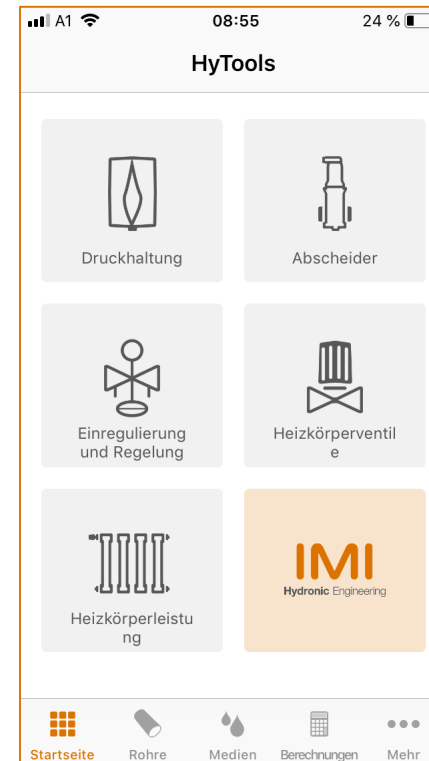 A1 08:55 24 %
HyTools
Druckhaltung
Abscheider
Einregulierung
und Regelung
Heizkörperventil
e
Heizkörperleistu
ng
IMI
Hydronic Engineering
Startseite Rohre Medien Berechnungen Mehr